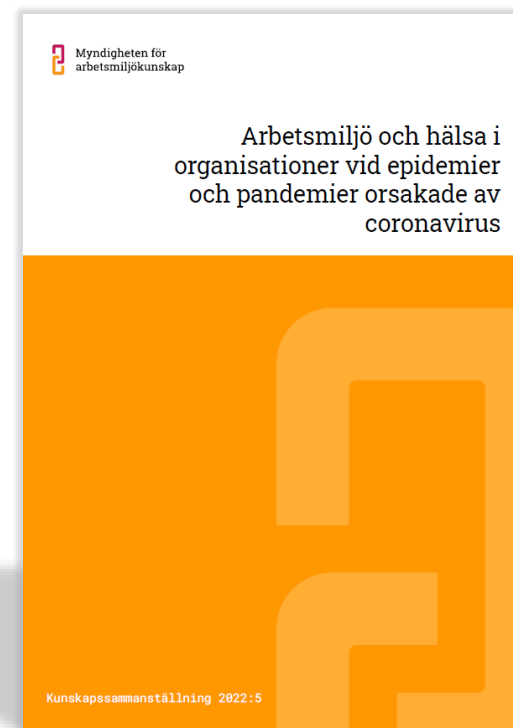 Myndigheten för
arbetsmiljökunskap
Arbetsmiljö och hälsa i
organisationer vid epidemier
och pandemier orsakade av
coronavirus
Kunskapssammanställning 2022:5